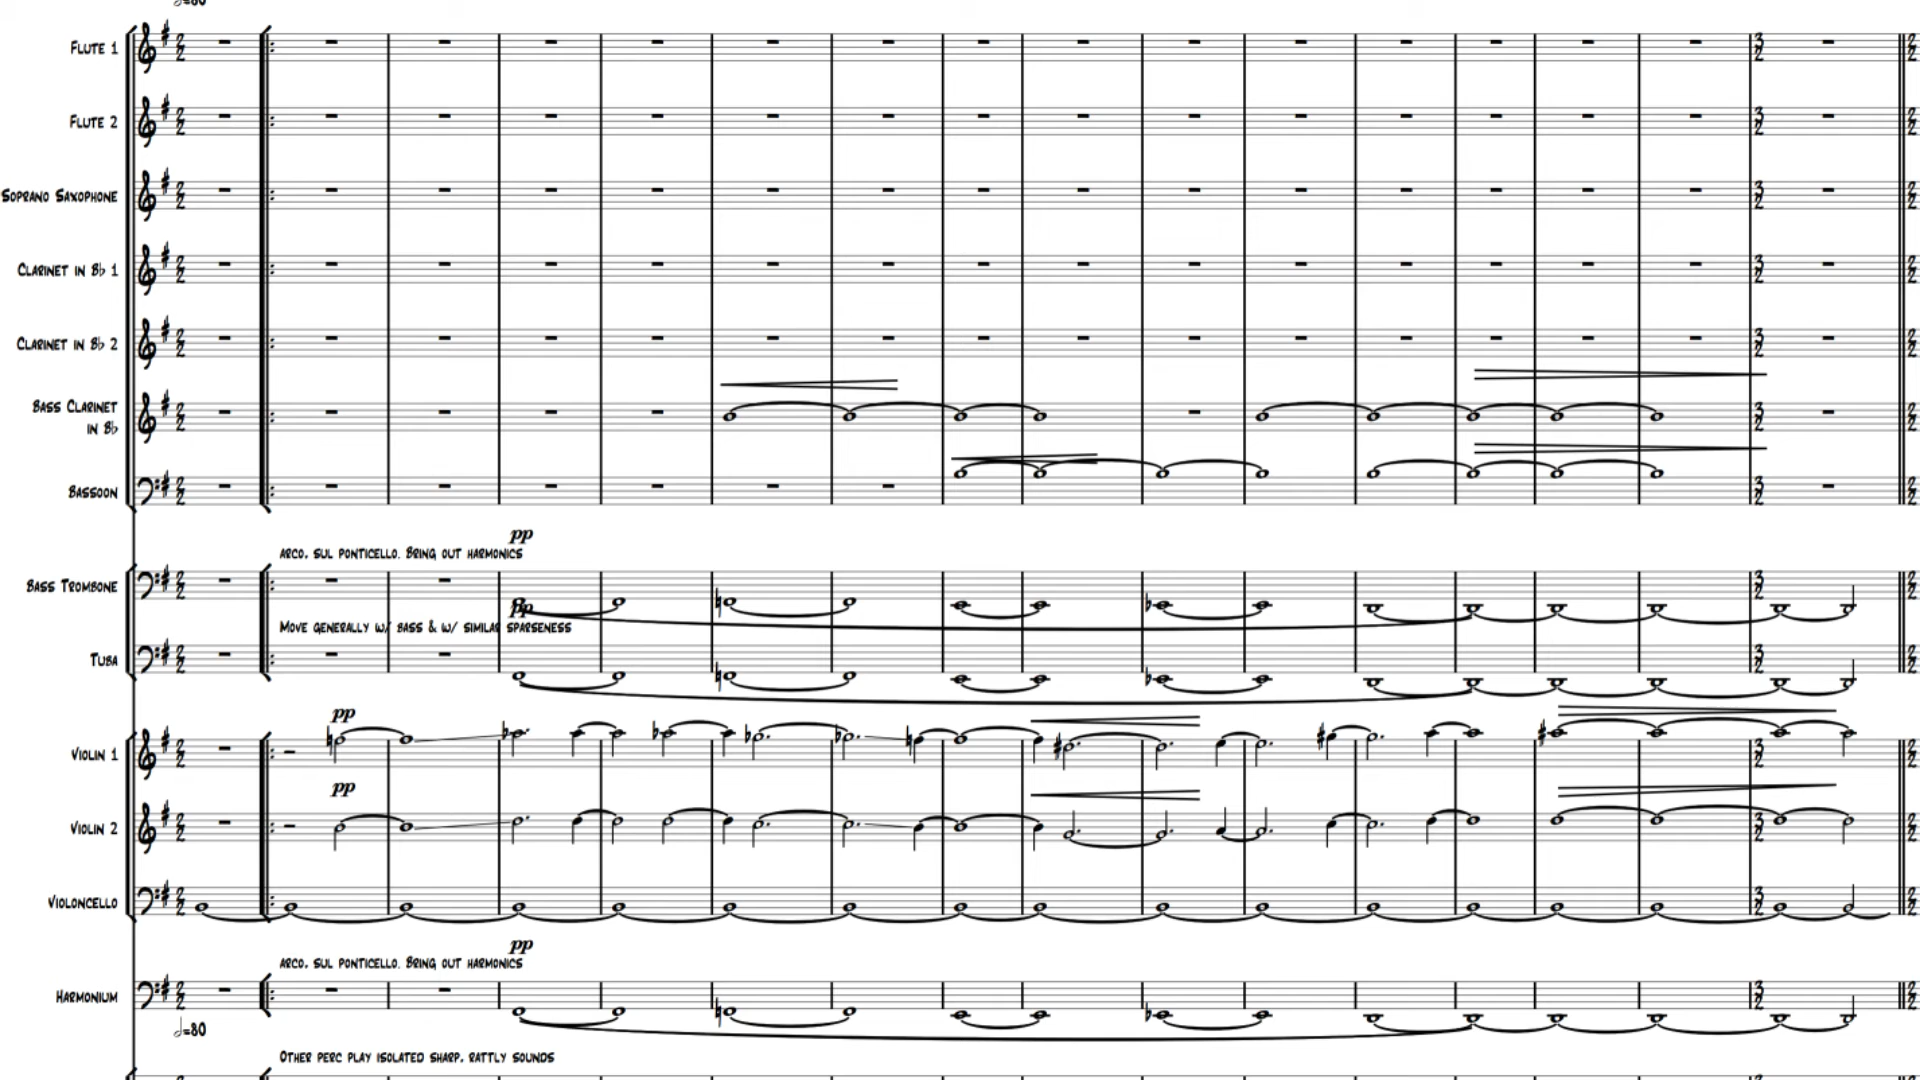 𝅗𝅥=80
Flute 1
Flute 2
Soprano Saxophone
Clarinet in B♭ 1
Clarinet in B♭ 2
Bass Clarinet
in B♭
Bassoon
pp
arco, sul ponticello. Bring out harmonics
Bass Trombone
pp
Move generally w/ bass & w/ similar sparseness
Tuba
pp
Violin 1
pp
Violin 2
Violoncello
pp
arco, sul ponticello. Bring out harmonics
Harmonium
𝅗𝅥=80
Other perc play isolated sharp, rattly sounds